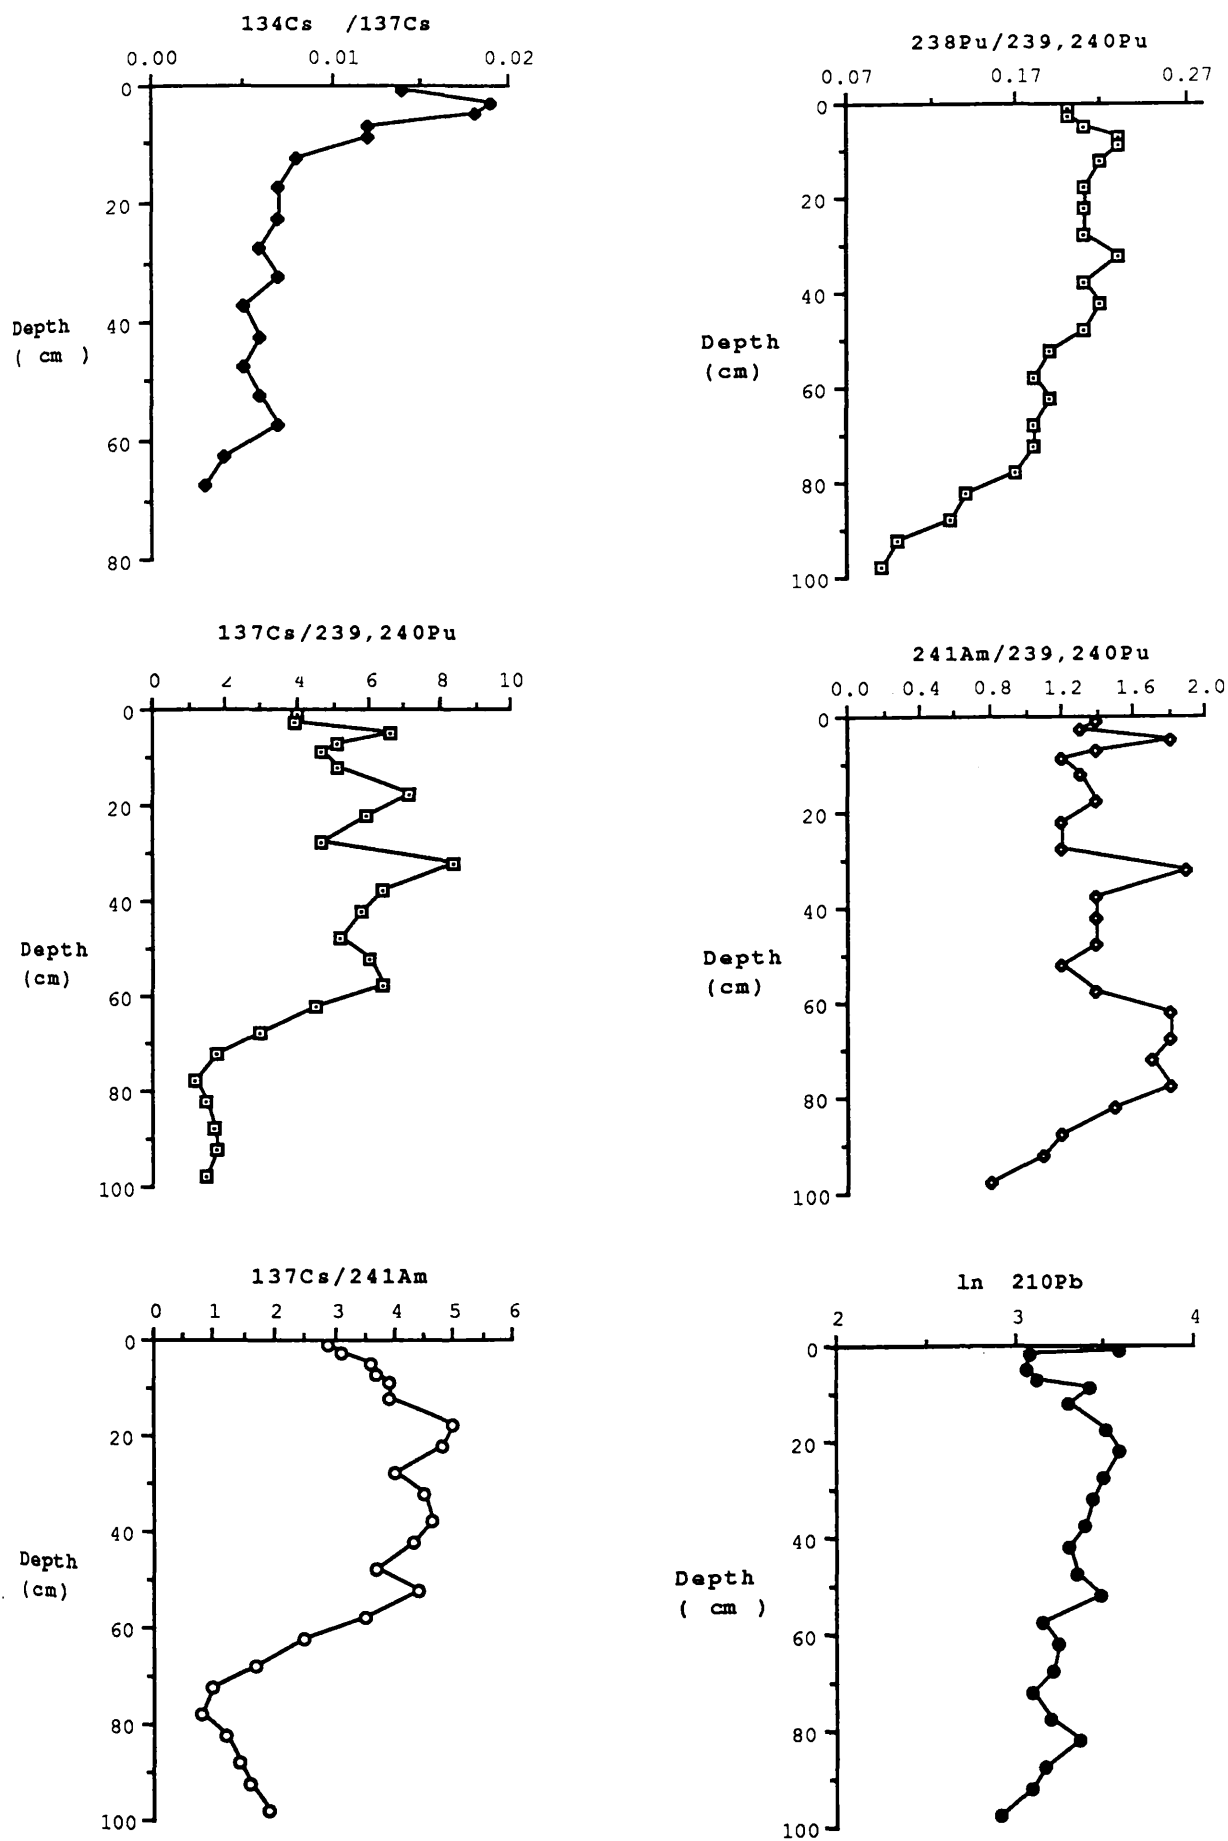 134Cs /137Cs
0.00 0.01 0.02
0
20
40
60
80
Depth
( cm )
238Pu/239,240Pu
0.07 0.17 0.27
0
20
40
60
80
100
Depth
(cm)
137Cs/239,240Pu
0 2 4 6 8 10
0
20
40
60
80
100
Depth
(cm)
241Am/239,240Pu
0.0 0.4 0.8 1.2 1.6 2.0
0
20
40
60
80
100
Depth
(cm)
137Cs/241Am
0 1 2 3 4 5 6
0
20
40
60
80
100
Depth
(cm)
ln 210Pb
2 3 4
0
20
40
60
80
100
Depth
( cm )